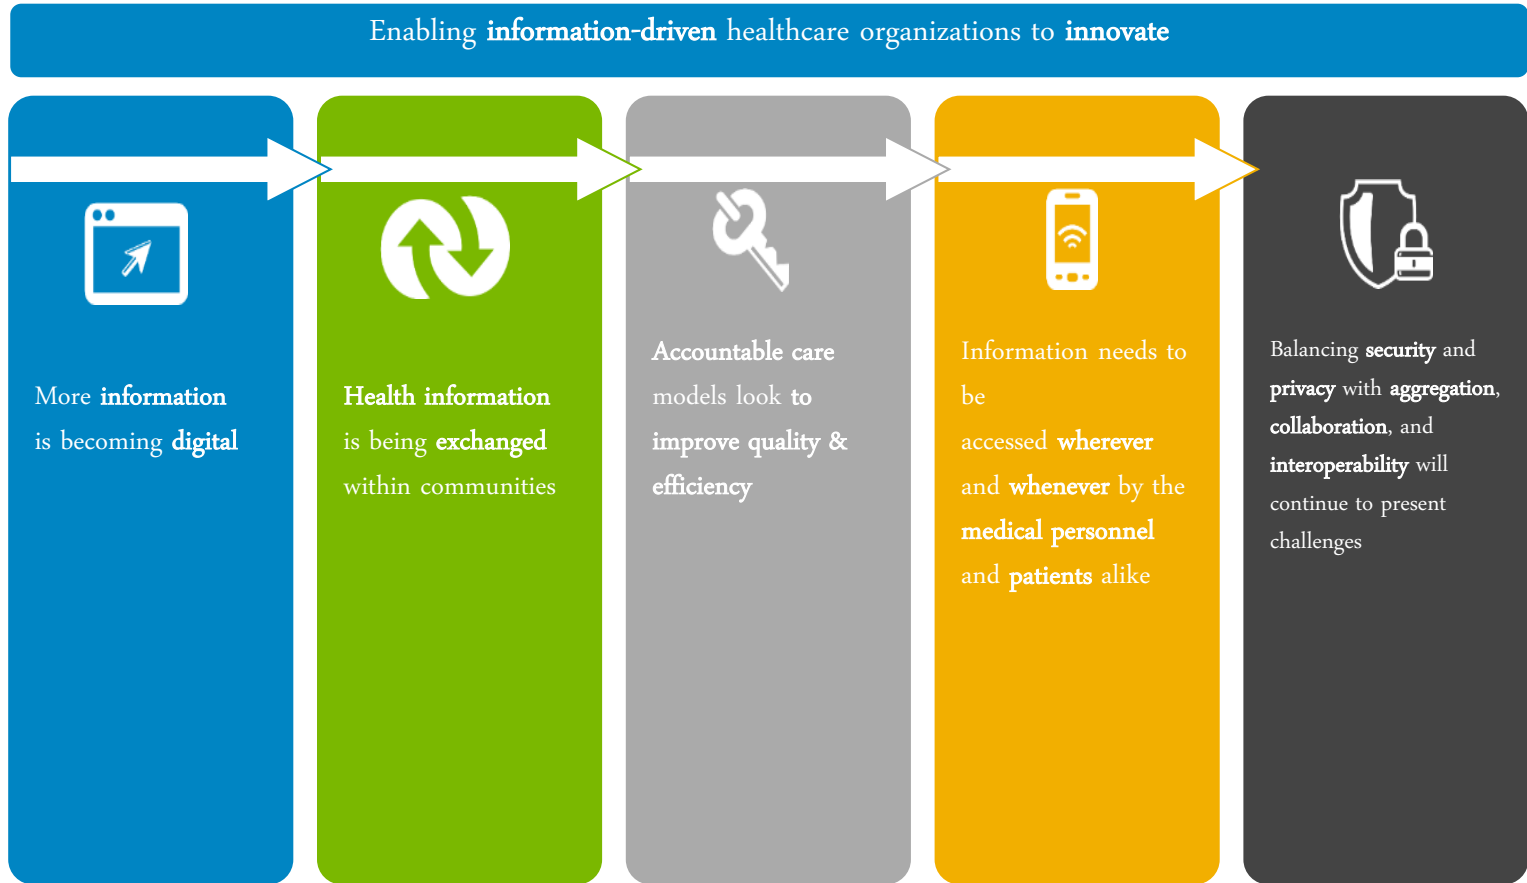 Enabling information-driven healthcare organizations to innovate
More information
is becoming digital
Health information
is being exchanged
within communities
Accountable care
models look to
improve quality &
efficiency
Information needs to
be
accessed wherever
and whenever by the
medical personnel
and patients alike
Balancing security and
privacy with aggregation,
collaboration, and
interoperability will
continue to present
challenges